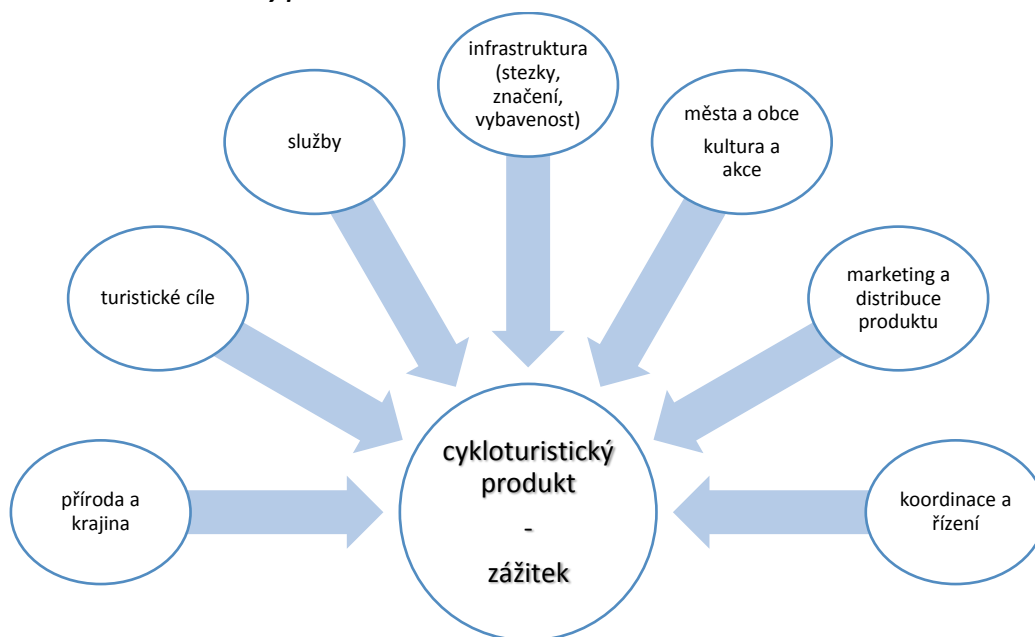 infrastruktura
(stezky,
značení,
vybavenost)
města a obce
kultura a
akce
služby
turistické cíle
marketing a
distribuce
produktu
příroda a
krajina
cykloturistický
produkt
-
zážitek
koordinace a
řízení